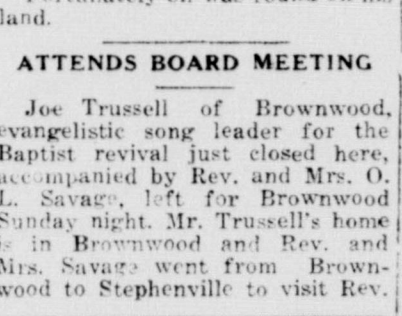 land.
ATTENDS BOARD MEETING
Joe Trussell of Brownwood,
evangelistic song leader for the
Baptist revival just closed here,
accompanied by Rev. and Mrs. O.
L. Savage, left for Brownwood
Sunday night. Mr. Trussell's home
is in Brownwood and Rev. and
Mrs. Savage went from Brown-
wood to Stephenville to visit Rev.